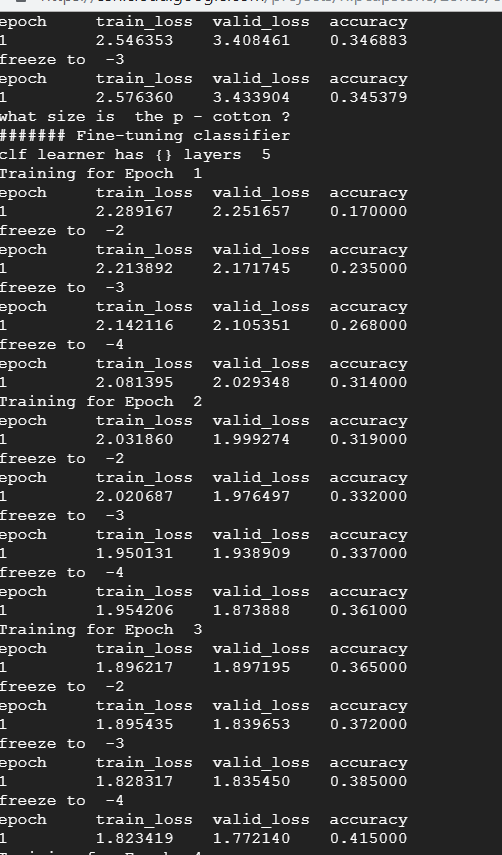 epoch train_loss valid_loss accuracy
1 2.546353 3.408461 0.346883
freeze to -3
epoch train_loss valid_loss accuracy
1 2.576360 3.433904 0.345379
what size is the p - cotton ?
####### Fine-tuning classifier
clf learner has {} layers 5
Training for Epoch 1
epoch train_loss valid_loss accuracy
1 2.289167 2.251657 0.170000
freeze to -2
epoch train_loss valid_loss accuracy
1 2.213892 2.171745 0.235000
freeze to -3
epoch train_loss valid_loss accuracy
1 2.142116 2.105351 0.268000
freeze to -4
epoch train_loss valid_loss accuracy
1 2.081395 2.029348 0.314000
Training for Epoch 2
epoch train_loss valid_loss accuracy
1 2.031860 1.999274 0.319000
freeze to -2
epoch train_loss valid_loss accuracy
1 2.020687 1.976497 0.332000
freeze to -3
epoch train_loss valid_loss accuracy
1 1.950131 1.938909 0.337000
freeze to -4
epoch train_loss valid_loss accuracy
1 1.954206 1.873888 0.361000
Training for Epoch 3
epoch train_loss valid_loss accuracy
1 1.896217 1.897195 0.365000
freeze to -2
epoch train_loss valid_loss accuracy
1 1.895435 1.839653 0.372000
freeze to -3
epoch train_loss valid_loss accuracy
1 1.828317 1.835450 0.385000
freeze to -4
epoch train_loss valid_loss accuracy
1 1.823419 1.772140 0.415000